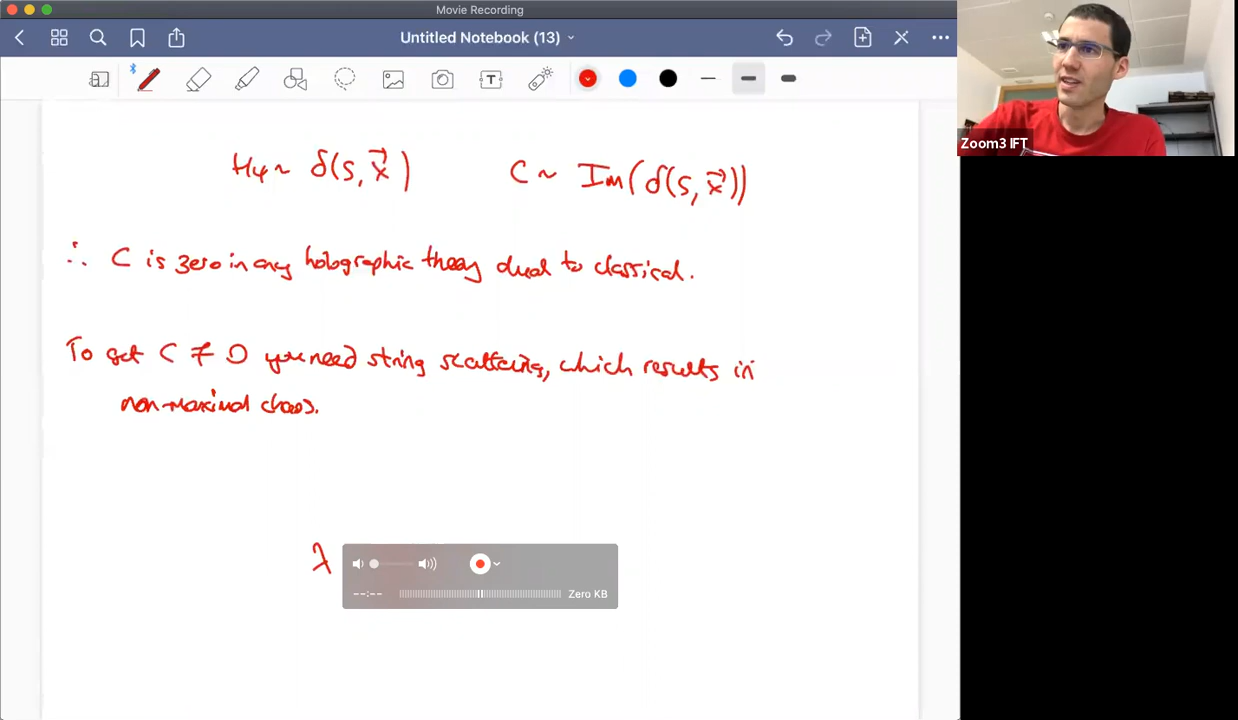 Movie Recording
Untitled Notebook (13)
Zoom3 IFT
H_ψ ~ δ(s, x⃗)    C ~ Im(δ(s, x⃗))
∴ C is zero in any holographic theory dual to classical.
To get C ≠ 0 you need string scattering, which results in
non-maximal chaos.
λ
--:--
Zero KB